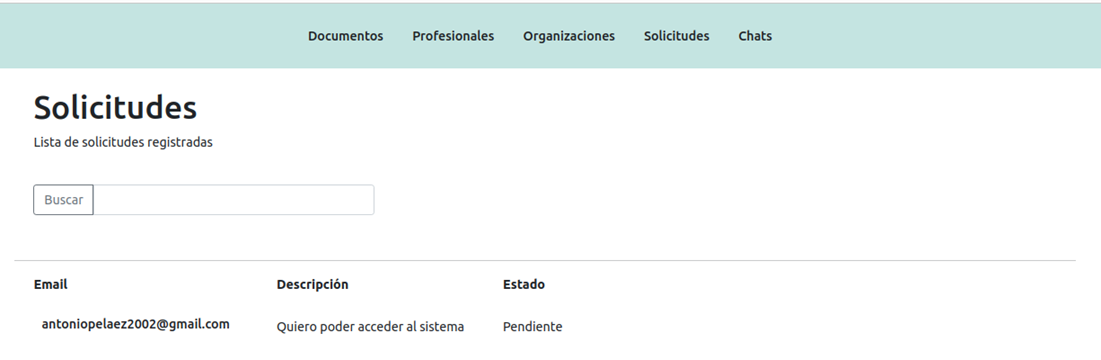 Documentos Profesionales Organizaciones Solicitudes Chats
Solicitudes
Lista de solicitudes registradas
Buscar
Email Descripción Estado
antoniopelaez2002@gmail.com Quiero poder acceder al sistema Pendiente